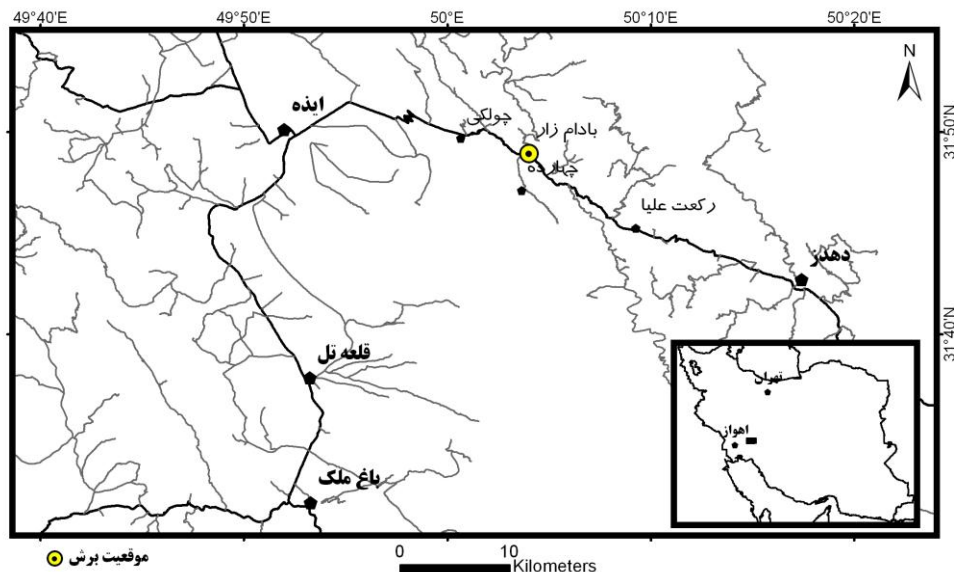 49°40'E
49°50'E
50°E
50°10'E
50°20'E
N
ایذه
چولکی
بادام زار
چهارده
31°50'N
رکعت علیا
دهدز
31°40'N
قلعه تل
باغ ملک
تهران
اهواز
موقعیت برش
0 10
Kilometers